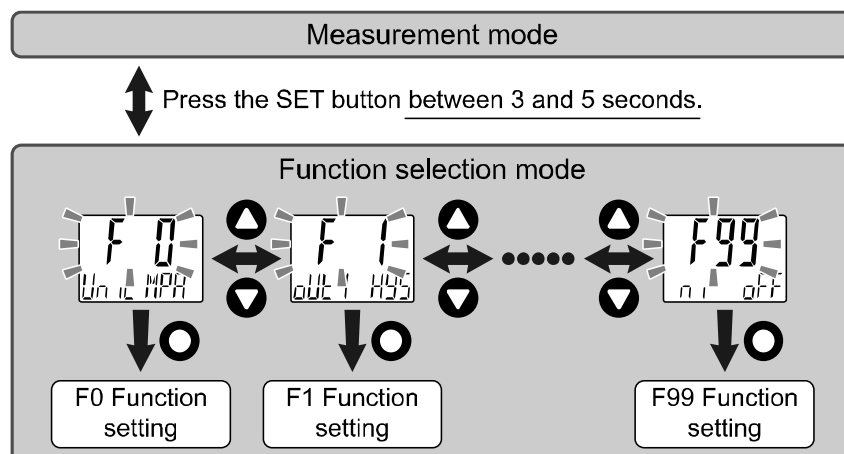 Measurement mode
Press the SET button between 3 and 5 seconds.
Function selection mode
F 0
F 1
F99
Unit MPA
oUt1 HYS
n1 oFF
F0 Function
setting
F1 Function
setting
F99 Function
setting